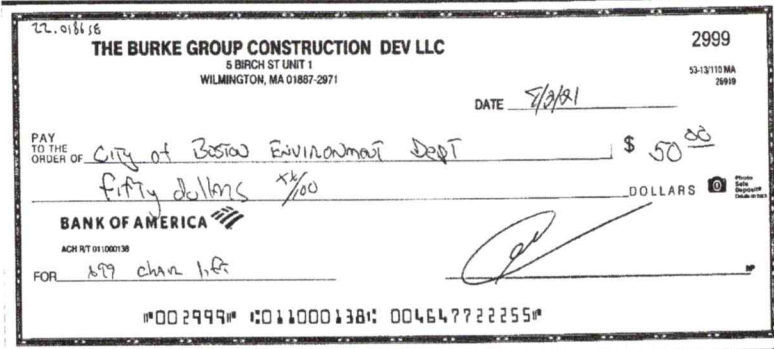 22.018658
THE BURKE GROUP CONSTRUCTION DEV LLC
5 BIRCH ST UNIT 1
WILMINGTON, MA 01887-2971
2999
53-13/110 MA
26919
DATE 8/3/21
PAY TO THE ORDER OF City of Boston Environment Dept $ 50 00
fifty dollars xx/100 DOLLARS
Photo Safe Deposit® Details on back
BANK OF AMERICA
ACH R/T 011000138
FOR 699 chair lift
MP
⑈002999⑈ ⑆011000138⑆ 004647722255⑈